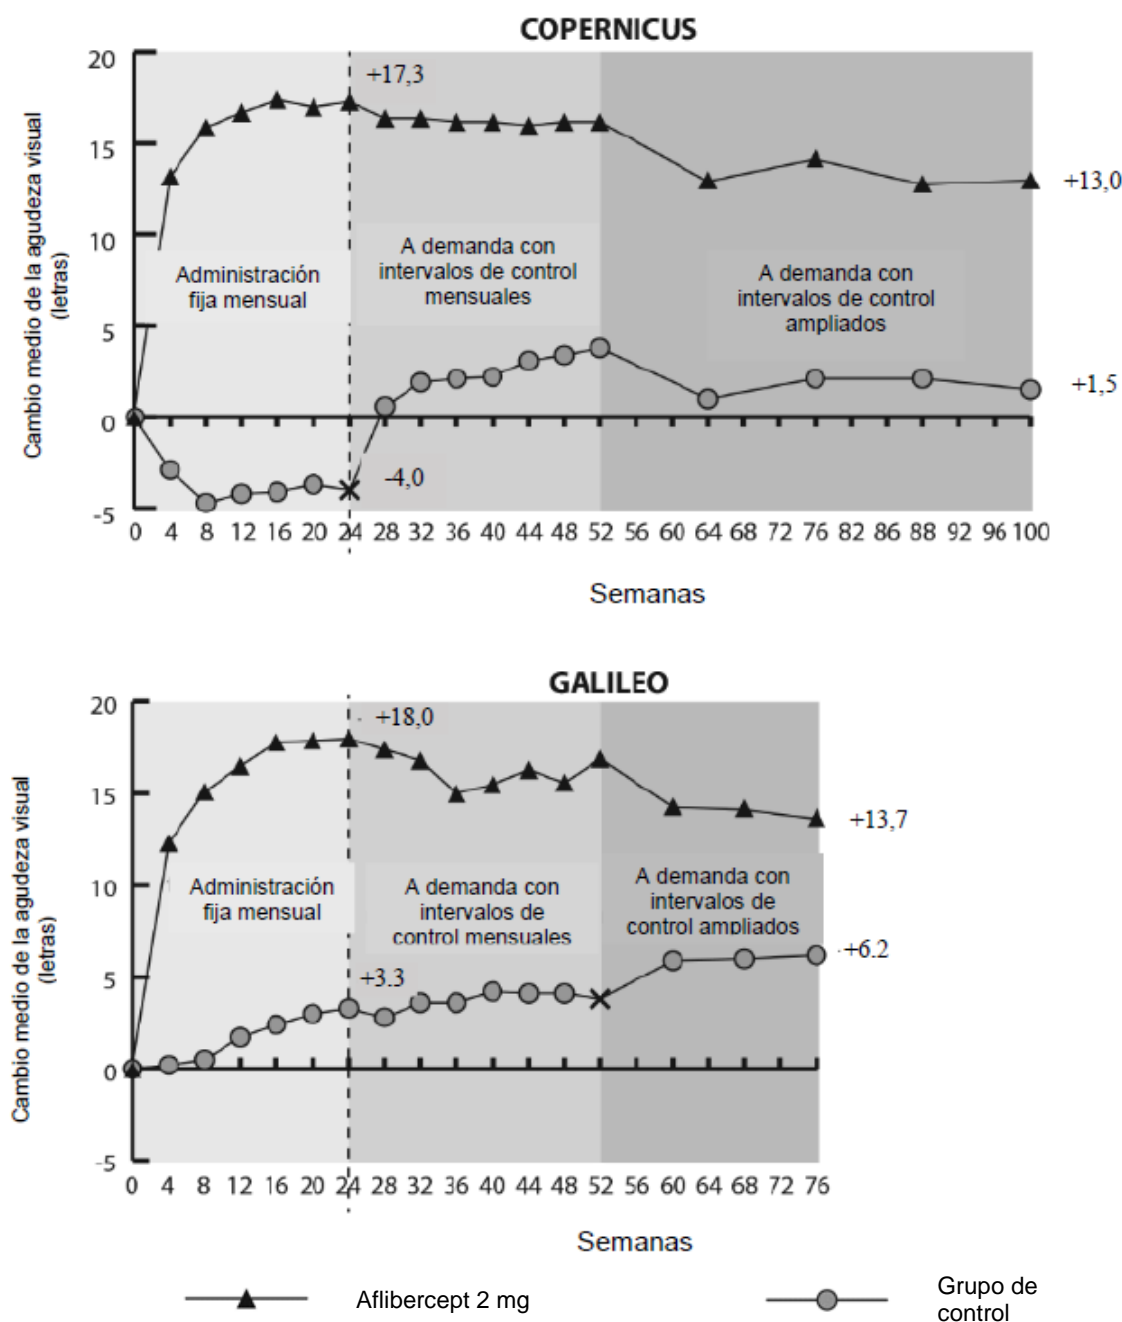 COPERNICUS
Cambio medio de la agudeza visual
(letras)
20
15
10
5
0
-5
+17,3
+13,0
Administración
fija mensual
A demanda con
intervalos de control
mensuales
A demanda con
intervalos de control
ampliados
+1,5
-4,0
0 4 8 12 16 20 24 28 32 36 40 44 48 52 56 60 64 68 72 76 82 86 88 92 96 100
Semanas
GALILEO
Cambio medio de la agudeza visual
(letras)
20
15
10
5
0
-5
+18,0
+13,7
Administración
fija mensual
A demanda con
intervalos de
control mensuales
A demanda con
intervalos de
control ampliados
+3.3
+6.2
0 4 8 12 16 20 24 28 32 36 40 44 48 52 56 60 64 68 72 76
Semanas
Aflibercept 2 mg
Grupo de
control